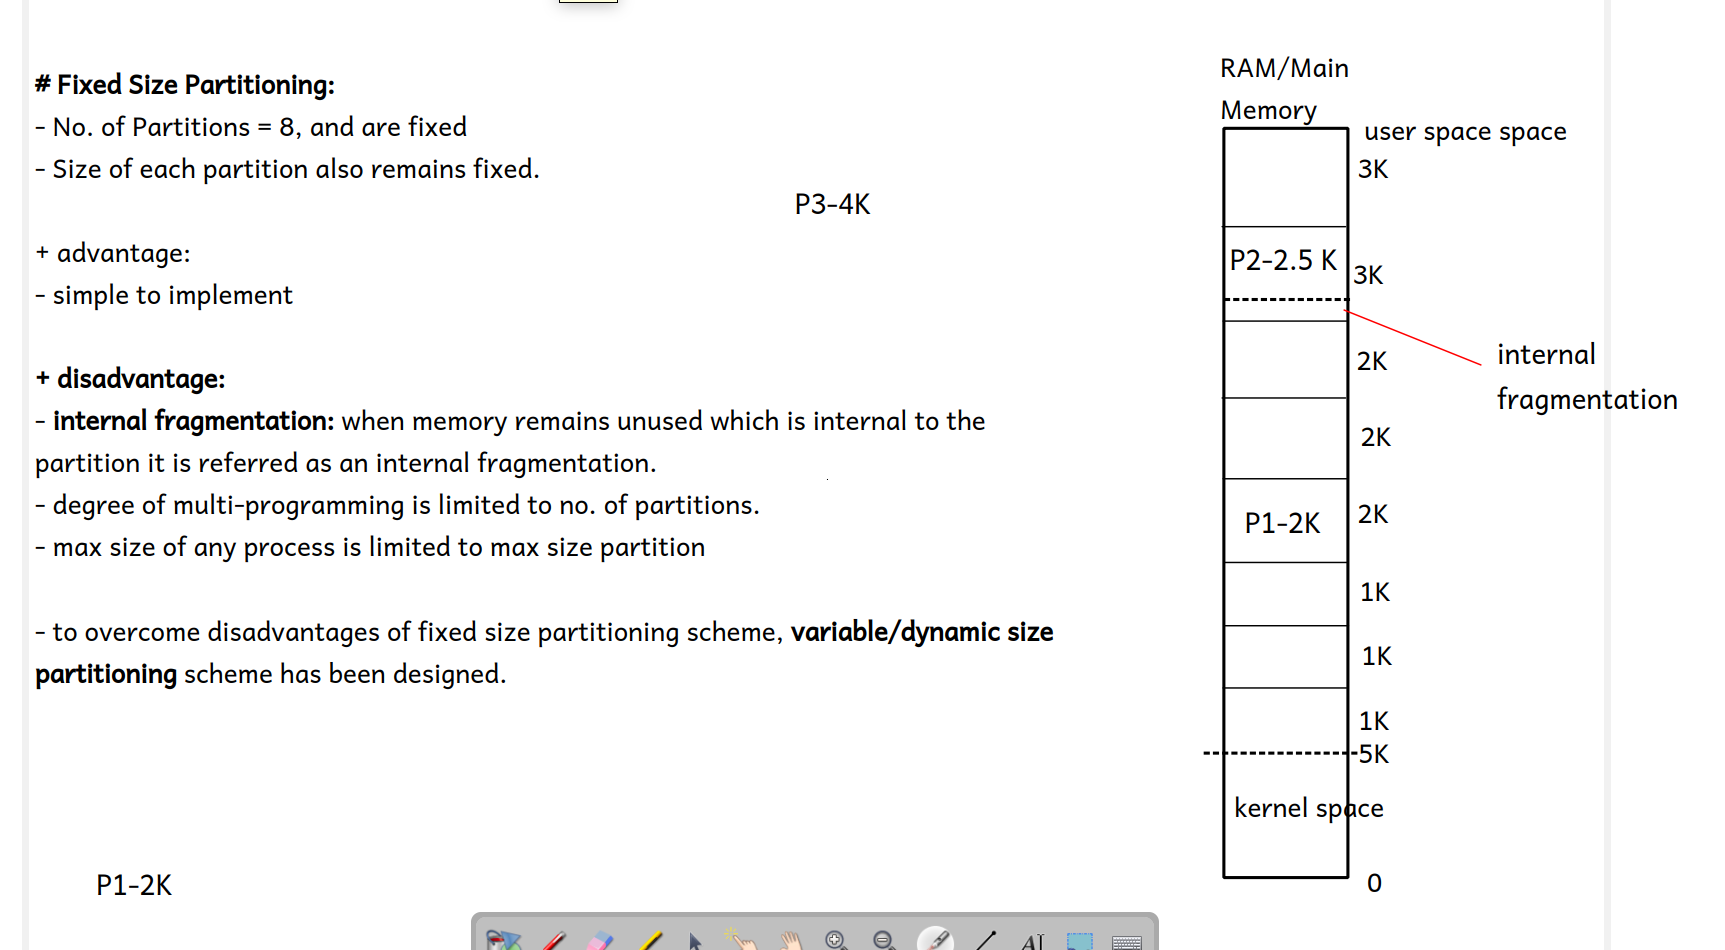 # Fixed Size Partitioning:
- No. of Partitions = 8, and are fixed
- Size of each partition also remains fixed.
P3-4K
+ advantage:
- simple to implement
+ disadvantage:
- internal fragmentation: when memory remains unused which is internal to the
partition it is referred as an internal fragmentation.
- degree of multi-programming is limited to no. of partitions.
- max size of any process is limited to max size partition
- to overcome disadvantages of fixed size partitioning scheme, variable/dynamic size
partitioning scheme has been designed.
P1-2K
RAM/Main
Memory
user space space
3K
P2-2.5 K
3K
internal
fragmentation
2K
2K
P1-2K
2K
1K
1K
1K
5K
kernel space
0
AI